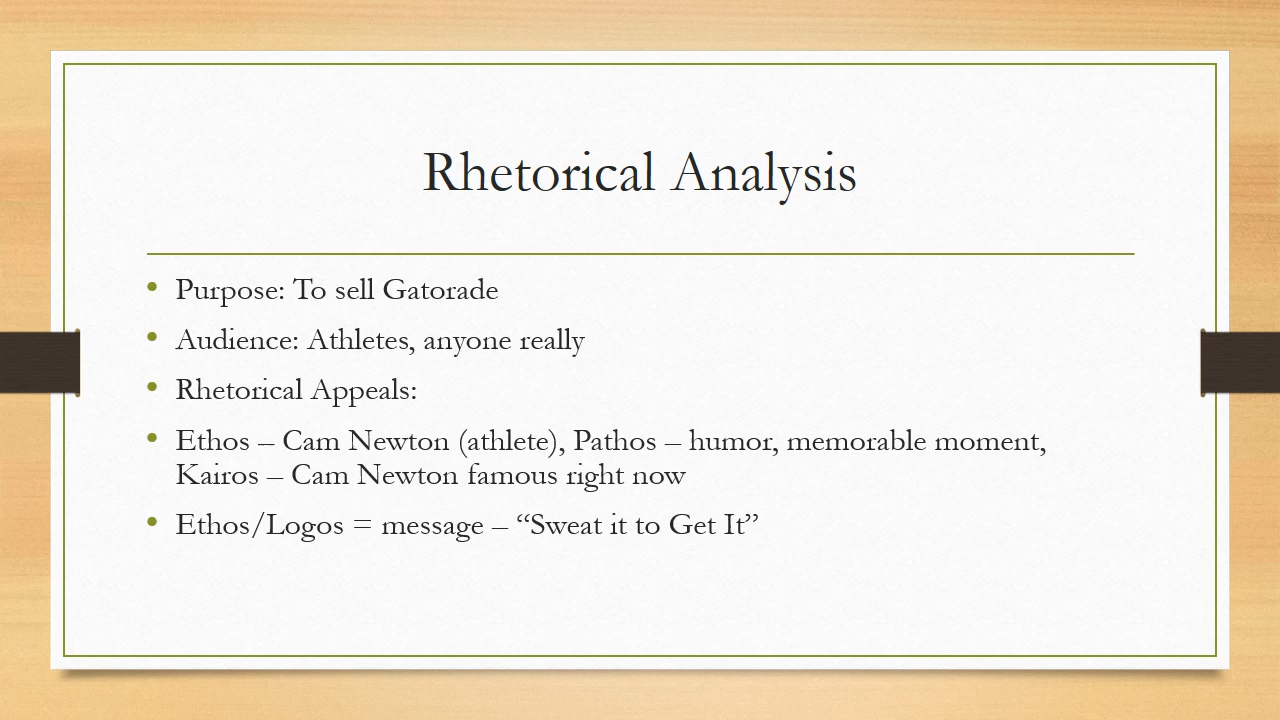 Rhetorical Analysis
• Purpose: To sell Gatorade
• Audience: Athletes, anyone really
• Rhetorical Appeals:
• Ethos – Cam Newton (athlete), Pathos – humor, memorable moment,
Kairos – Cam Newton famous right now
• Ethos/Logos = message – “Sweat it to Get It”